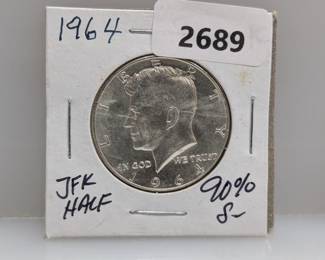 1964
2689
LIBERTY
IN GOD WE TRUST
1964
JFK
HALF
90%
S-